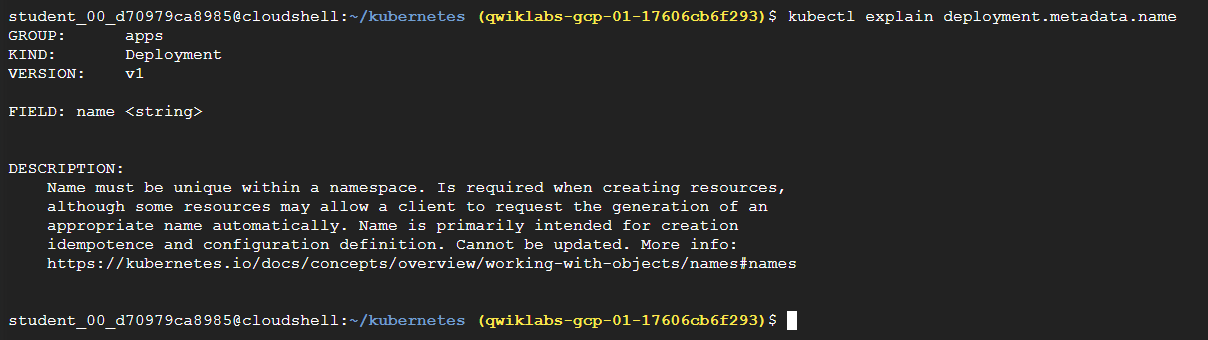 student_00_d70979ca8985@cloudshell:~/kubernetes (qwiklabs-gcp-01-17606cb6f293)$ kubectl explain deployment.metadata.name
GROUP:      apps
KIND:       Deployment
VERSION:    v1
FIELD: name <string>
DESCRIPTION:
    Name must be unique within a namespace. Is required when creating resources,
    although some resources may allow a client to request the generation of an
    appropriate name automatically. Name is primarily intended for creation
    idempotence and configuration definition. Cannot be updated. More info:
    https://kubernetes.io/docs/concepts/overview/working-with-objects/names#names
student_00_d70979ca8985@cloudshell:~/kubernetes (qwiklabs-gcp-01-17606cb6f293)$